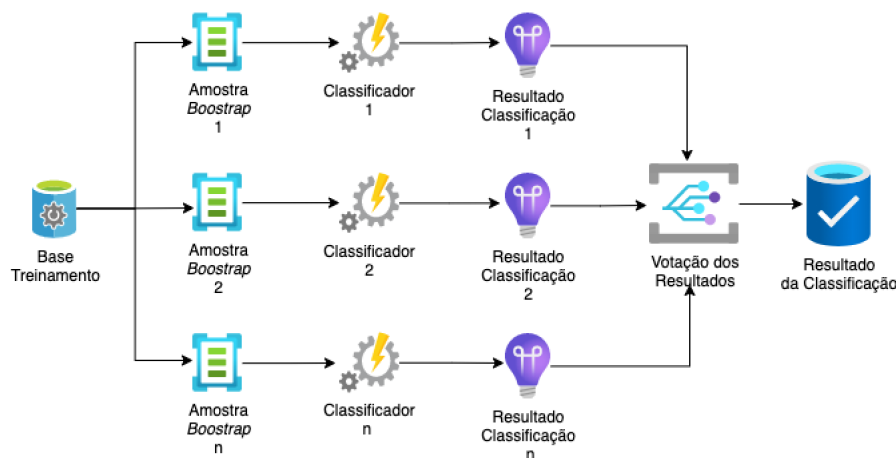 Amostra
Boostrap
1
Classificador
1
Resultado
Classificação
1
Base
Treinamento
Amostra
Boostrap
2
Classificador
2
Resultado
Classificação
2
Votação dos
Resultados
Resultado
da Classificação
Amostra
Boostrap
n
Classificador
n
Resultado
Classificação
n